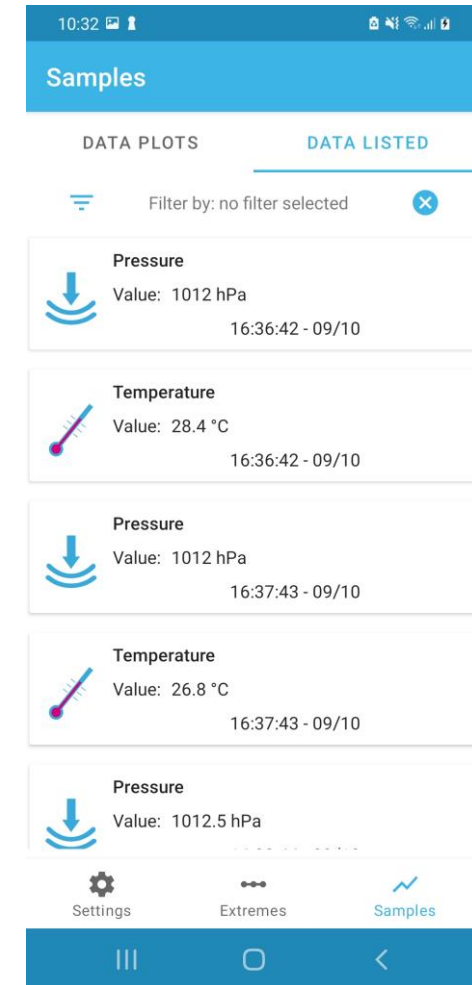 10:32
Samples
DATA PLOTS DATA LISTED
Filter by: no filter selected
Pressure
Value: 1012 hPa
16:36:42 - 09/10
Temperature
Value: 28.4 °C
16:36:42 - 09/10
Pressure
Value: 1012 hPa
16:37:43 - 09/10
Temperature
Value: 26.8 °C
16:37:43 - 09/10
Pressure
Value: 1012.5 hPa
Settings Extremes Samples